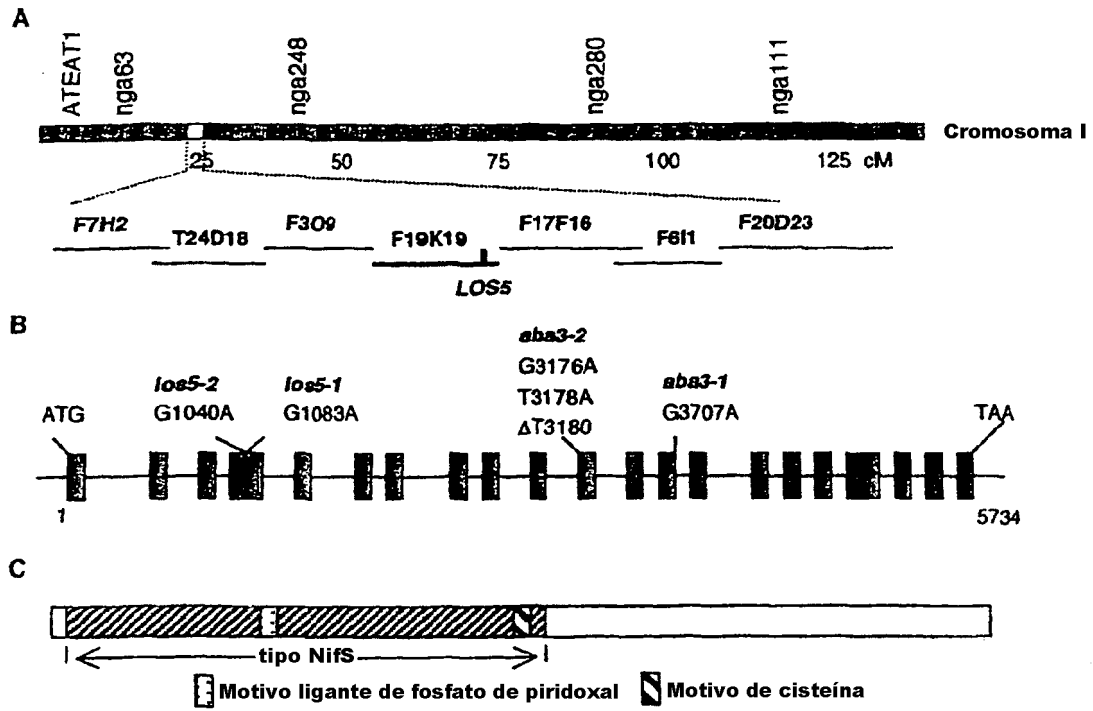 A
ATEAT1 nga63 nga248 nga280 nga111
Cromosoma I
25 50 75 100 125 cM
F7H2 T24D18 F3O9 F19K19 F17F16 F6I1 F20D23
LOS5
B
aba3-2
los5-2 los5-1 G3176A aba3-1
ATG G1040A G1083A T3178A G3707A TAA
ΔT3180
1 5734
C
tipo NifS
Motivo ligante de fosfato de piridoxal Motivo de cisteína